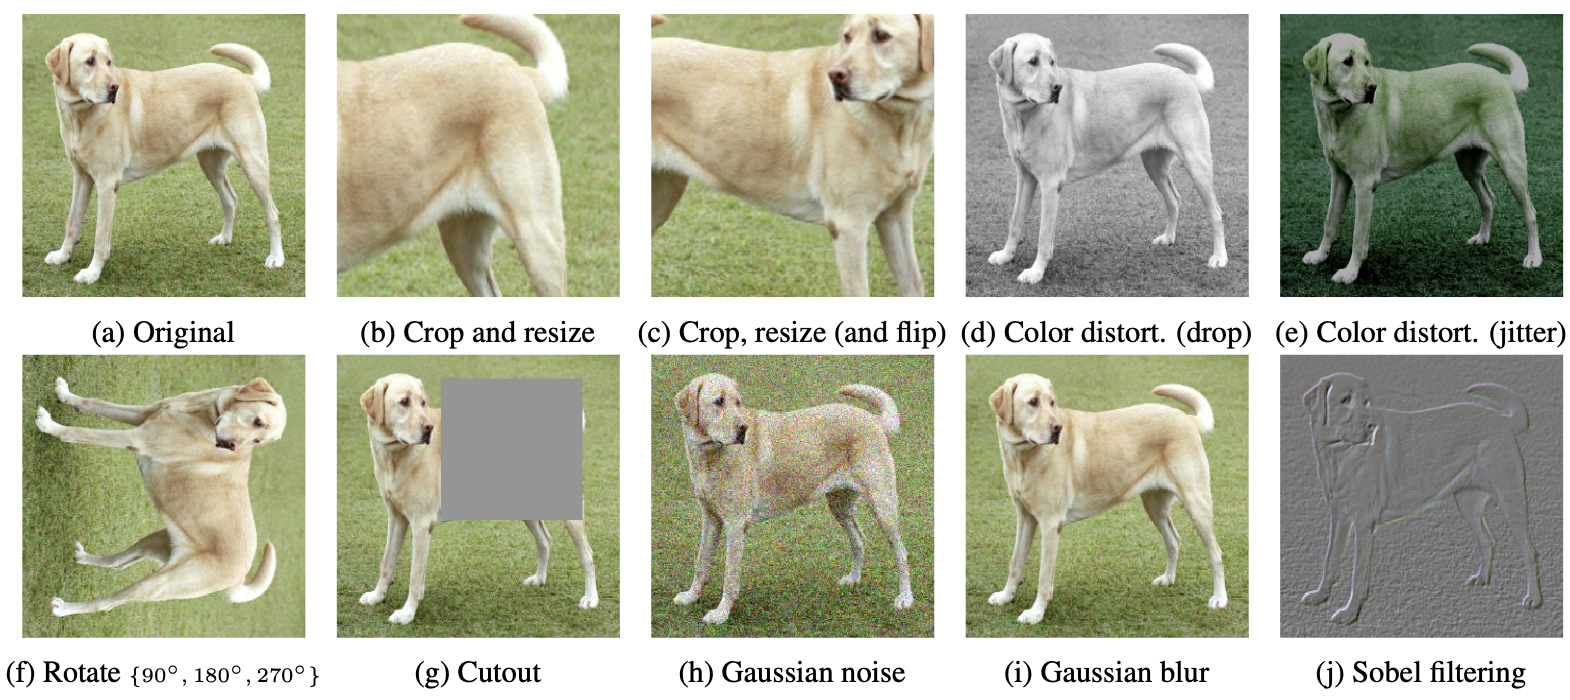 (a) Original
(b) Crop and resize
(c) Crop, resize (and flip)
(d) Color distort. (drop)
(e) Color distort. (jitter)
(f) Rotate {90°, 180°, 270°}
(g) Cutout
(h) Gaussian noise
(i) Gaussian blur
(j) Sobel filtering